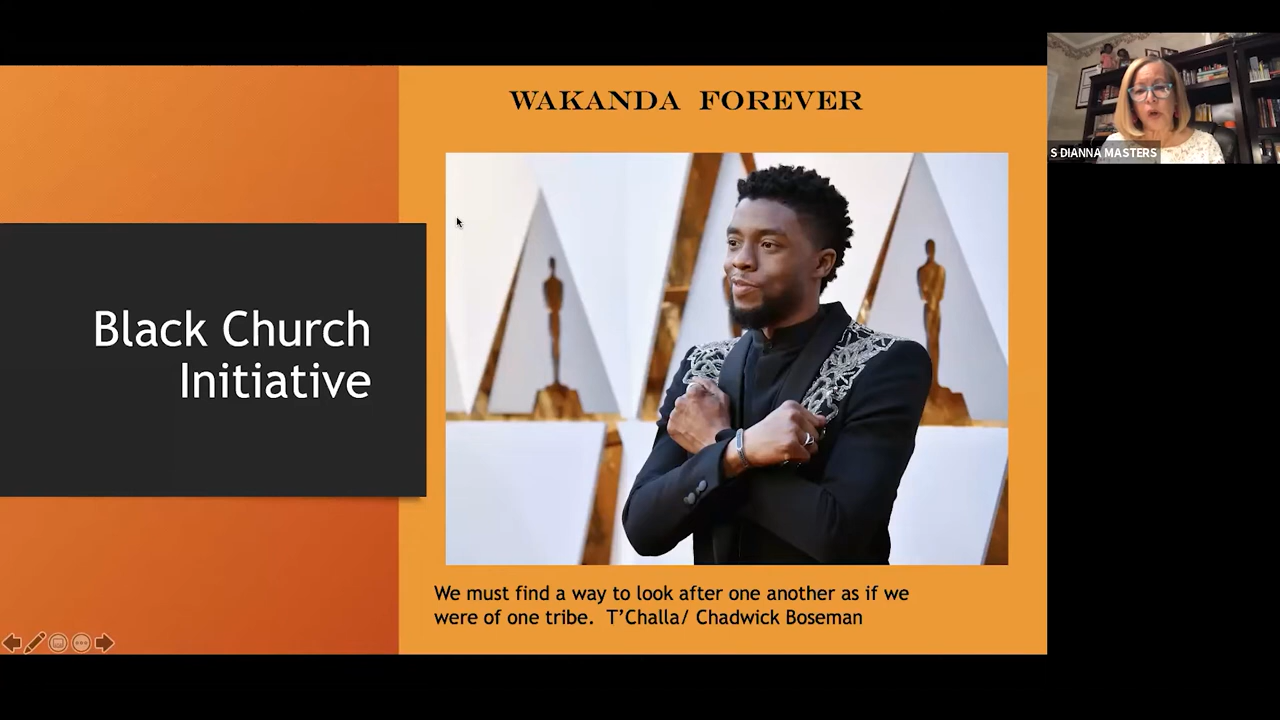 WAKANDA FOREVER
S DIANNA MASTERS
Black Church
Initiative
We must find a way to look after one another as if we
were of one tribe. T’Challa/ Chadwick Boseman